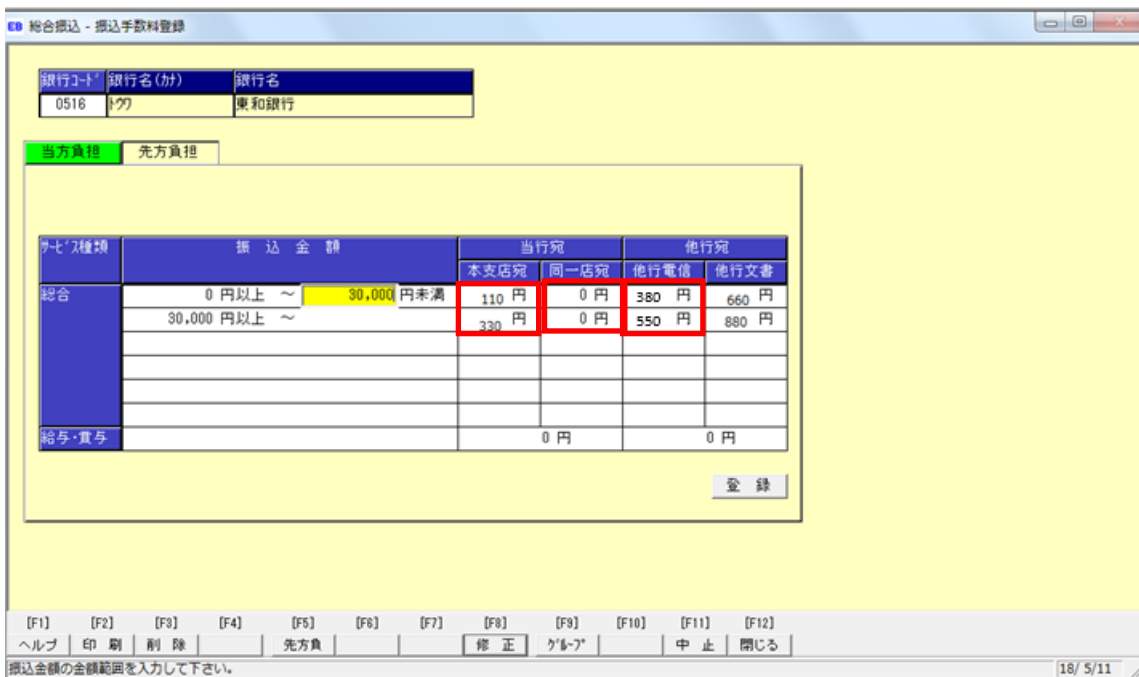 EB 総合振込 - 振込手数料登録
銀行ｺｰﾄﾞ 銀行名(ｶﾅ) 銀行名
0516 ﾄｳﾜ 東和銀行
当方負担 先方負担
ｻｰﾋﾞｽ種類 振 込 金 額 当行宛 他行宛
本支店宛 同一店宛 他行電信 他行文書
総合 0 円以上 ～ 30,000 円未満 110 円 0 円 380 円 660 円
30,000 円以上 ～ 330 円 0 円 550 円 880 円
給与・賞与 0 円 0 円
登 録
[F1] [F2] [F3] [F4] [F5] [F6] [F7] [F8] [F9] [F10] [F11] [F12]
ヘルプ 印 刷 削 除 先方負 修 正 ｸﾞﾙｰﾌﾟ 中 止 閉じる
振込金額の金額範囲を入力して下さい。 18/ 5/11